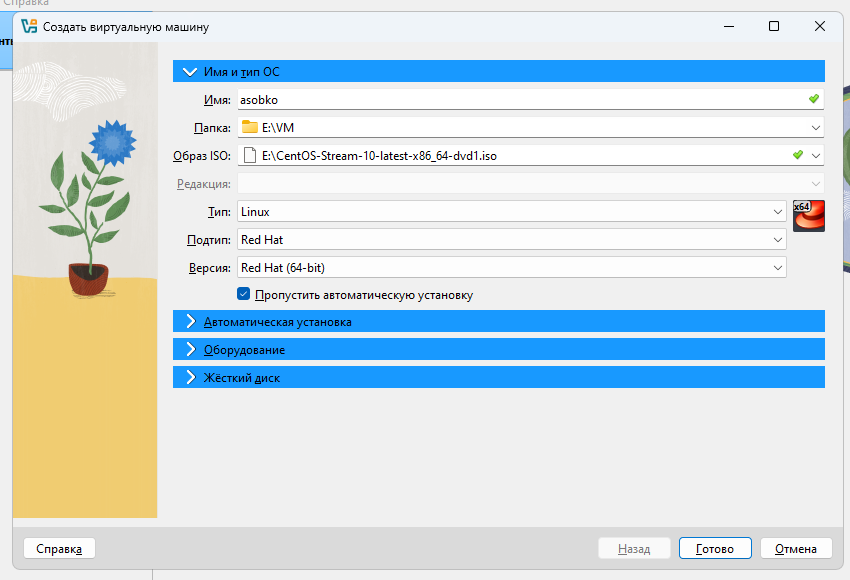 Справка
Создать виртуальную машину
Имя и тип ОС
Имя: asobko
Папка: E:\VM
Образ ISO: E:\CentOS-Stream-10-latest-x86_64-dvd1.iso
Редакция:
Тип: Linux
x64
Подтип: Red Hat
Версия: Red Hat (64-bit)
Пропустить автоматическую установку
Автоматическая установка
Оборудование
Жёсткий диск
Справка
Назад
Готово
Отмена